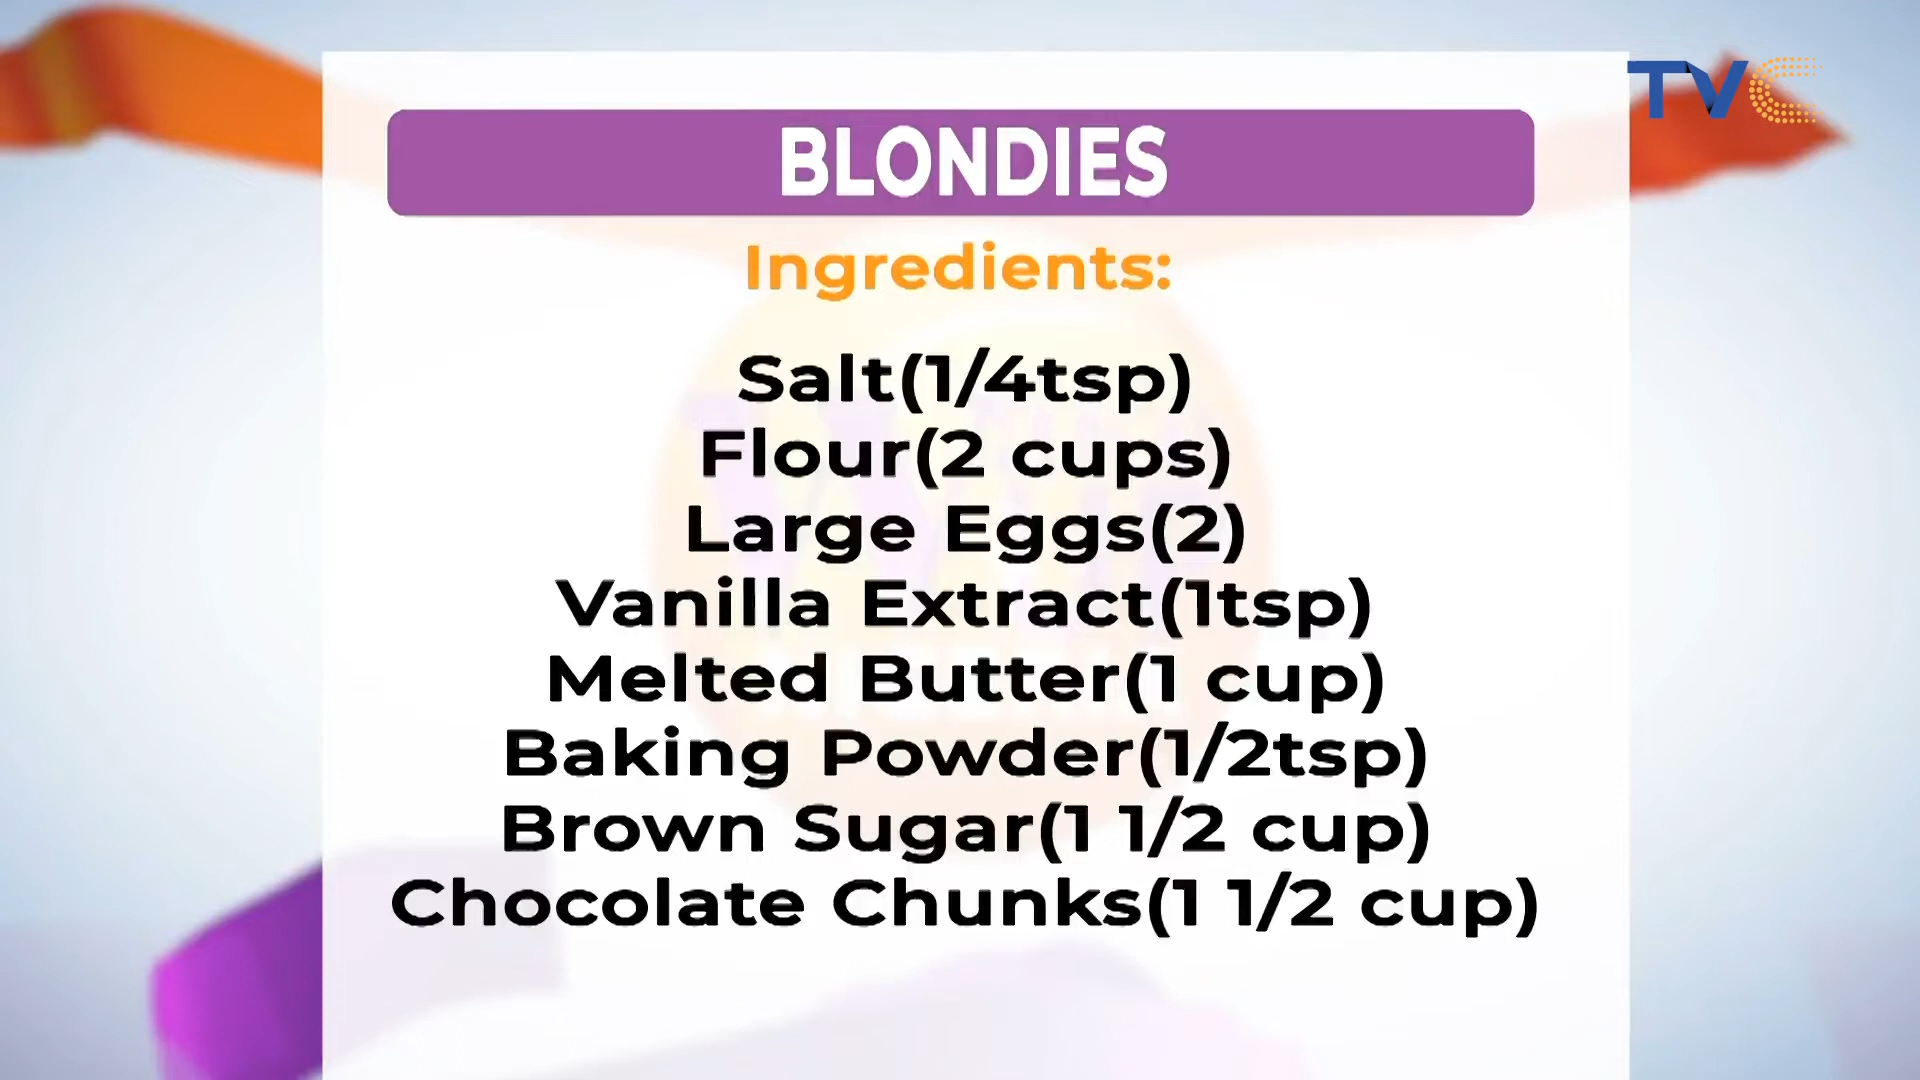 TVC
BLONDIES
Ingredients:
Salt(1/4tsp)
Flour(2 cups)
Large Eggs(2)
Vanilla Extract(1tsp)
Melted Butter(1 cup)
Baking Powder(1/2tsp)
Brown Sugar(1 1/2 cup)
Chocolate Chunks(1 1/2 cup)